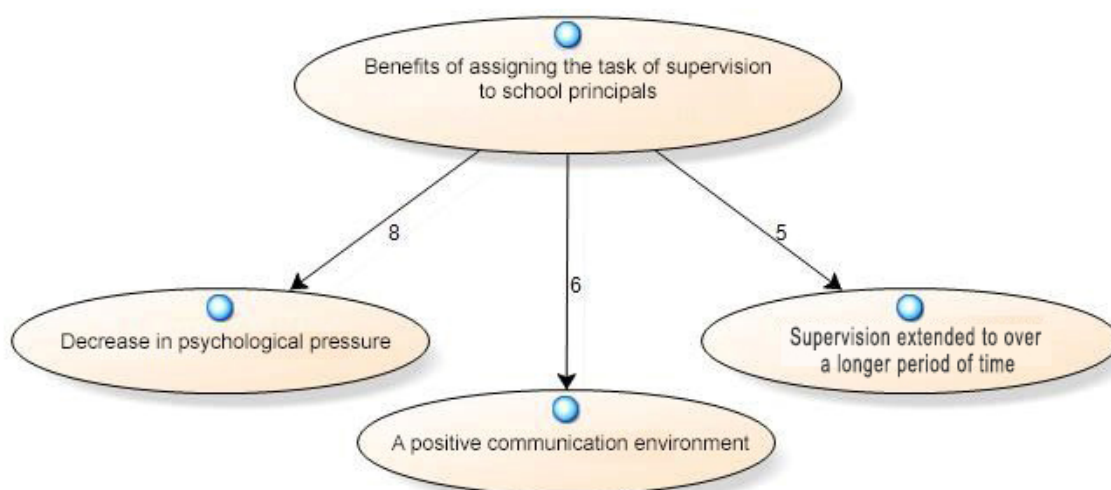 Benefits of assigning the task of supervision
to school principals
8
5
6
Decrease in psychological pressure
Supervision extended to over
a longer period of time
A positive communication environment